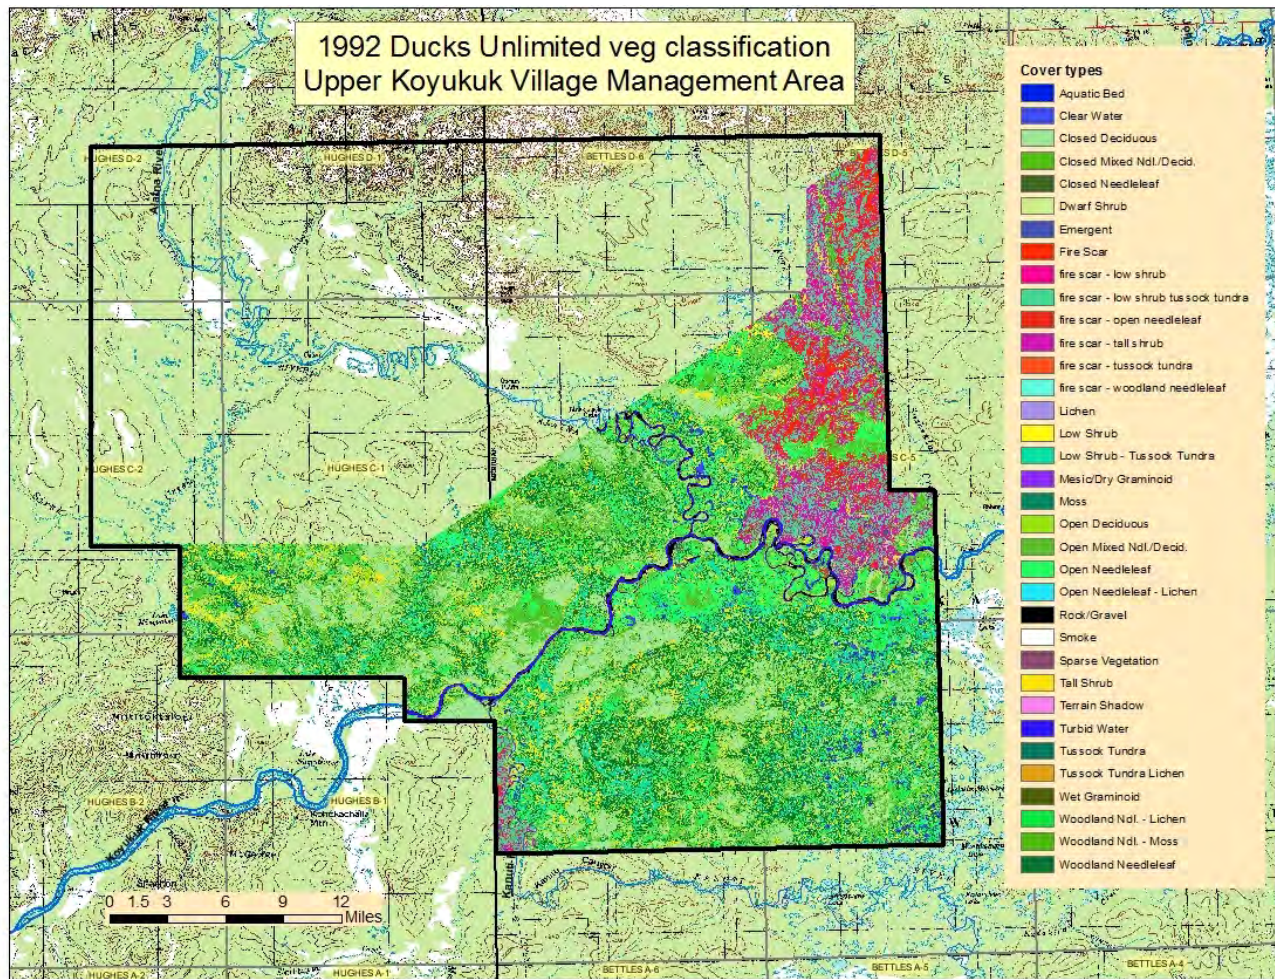 1992 Ducks Unlimited veg classification
Upper Koyukuk Village Management Area
HUGHES D-2
HUGHES D-1
BETTLES D-6
D-5
Alatna River
HUGHES C-2
HUGHES C-1
C-5
HUGHES B-2
HUGHES B-1
Koyukuk River
Kanuti
0 1.5 3 6 9 12
Miles
HUGHES A-2
HUGHES A-1
BETTLES A-6
BETTLES A-5
BETTLES A-4
Cover types
Aquatic Bed
Clear Water
Closed Deciduous
Closed Mixed Ndl./Decid.
Closed Needleleaf
Dwarf Shrub
Emergent
Fire Scar
fire scar - low shrub
fire scar - low shrub tussock tundra
fire scar - open needleleaf
fire scar - tall shrub
fire scar - tussock tundra
fire scar - woodland needleleaf
Lichen
Low Shrub
Low Shrub - Tussock Tundra
Mesic/Dry Graminoid
Moss
Open Deciduous
Open Mixed Ndl./Decid.
Open Needleleaf
Open Needleleaf - Lichen
Rock/Gravel
Smoke
Sparse Vegetation
Tall Shrub
Terrain Shadow
Turbid Water
Tussock Tundra
Tussock Tundra Lichen
Wet Graminoid
Woodland Ndl. - Lichen
Woodland Ndl. - Moss
Woodland Needleleaf